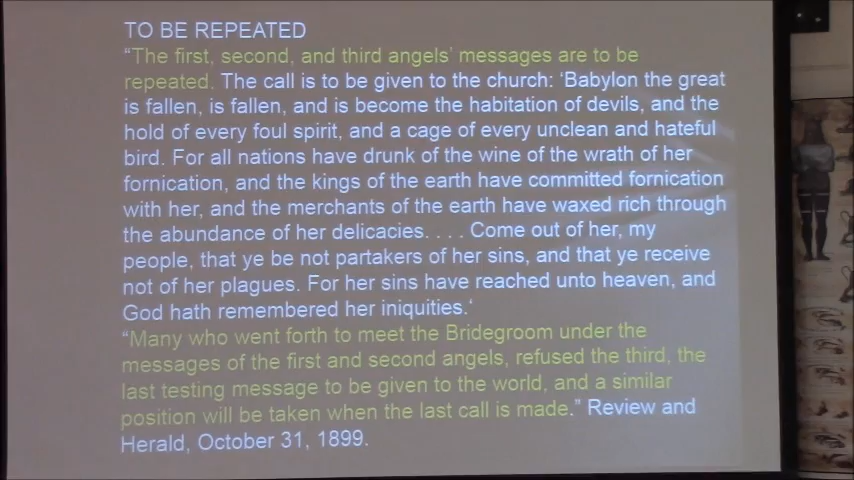 TO BE REPEATED
“The first, second, and third angels’ messages are to be
repeated. The call is to be given to the church: ‘Babylon the great
is fallen, is fallen, and is become the habitation of devils, and the
hold of every foul spirit, and a cage of every unclean and hateful
bird. For all nations have drunk of the wine of the wrath of her
fornication, and the kings of the earth have committed fornication
with her, and the merchants of the earth have waxed rich through
the abundance of her delicacies. . . . Come out of her, my
people, that ye be not partakers of her sins, and that ye receive
not of her plagues. For her sins have reached unto heaven, and
God hath remembered her iniquities.‘
“Many who went forth to meet the Bridegroom under the
messages of the first and second angels, refused the third, the
last testing message to be given to the world, and a similar
position will be taken when the last call is made.” Review and
Herald, October 31, 1899.